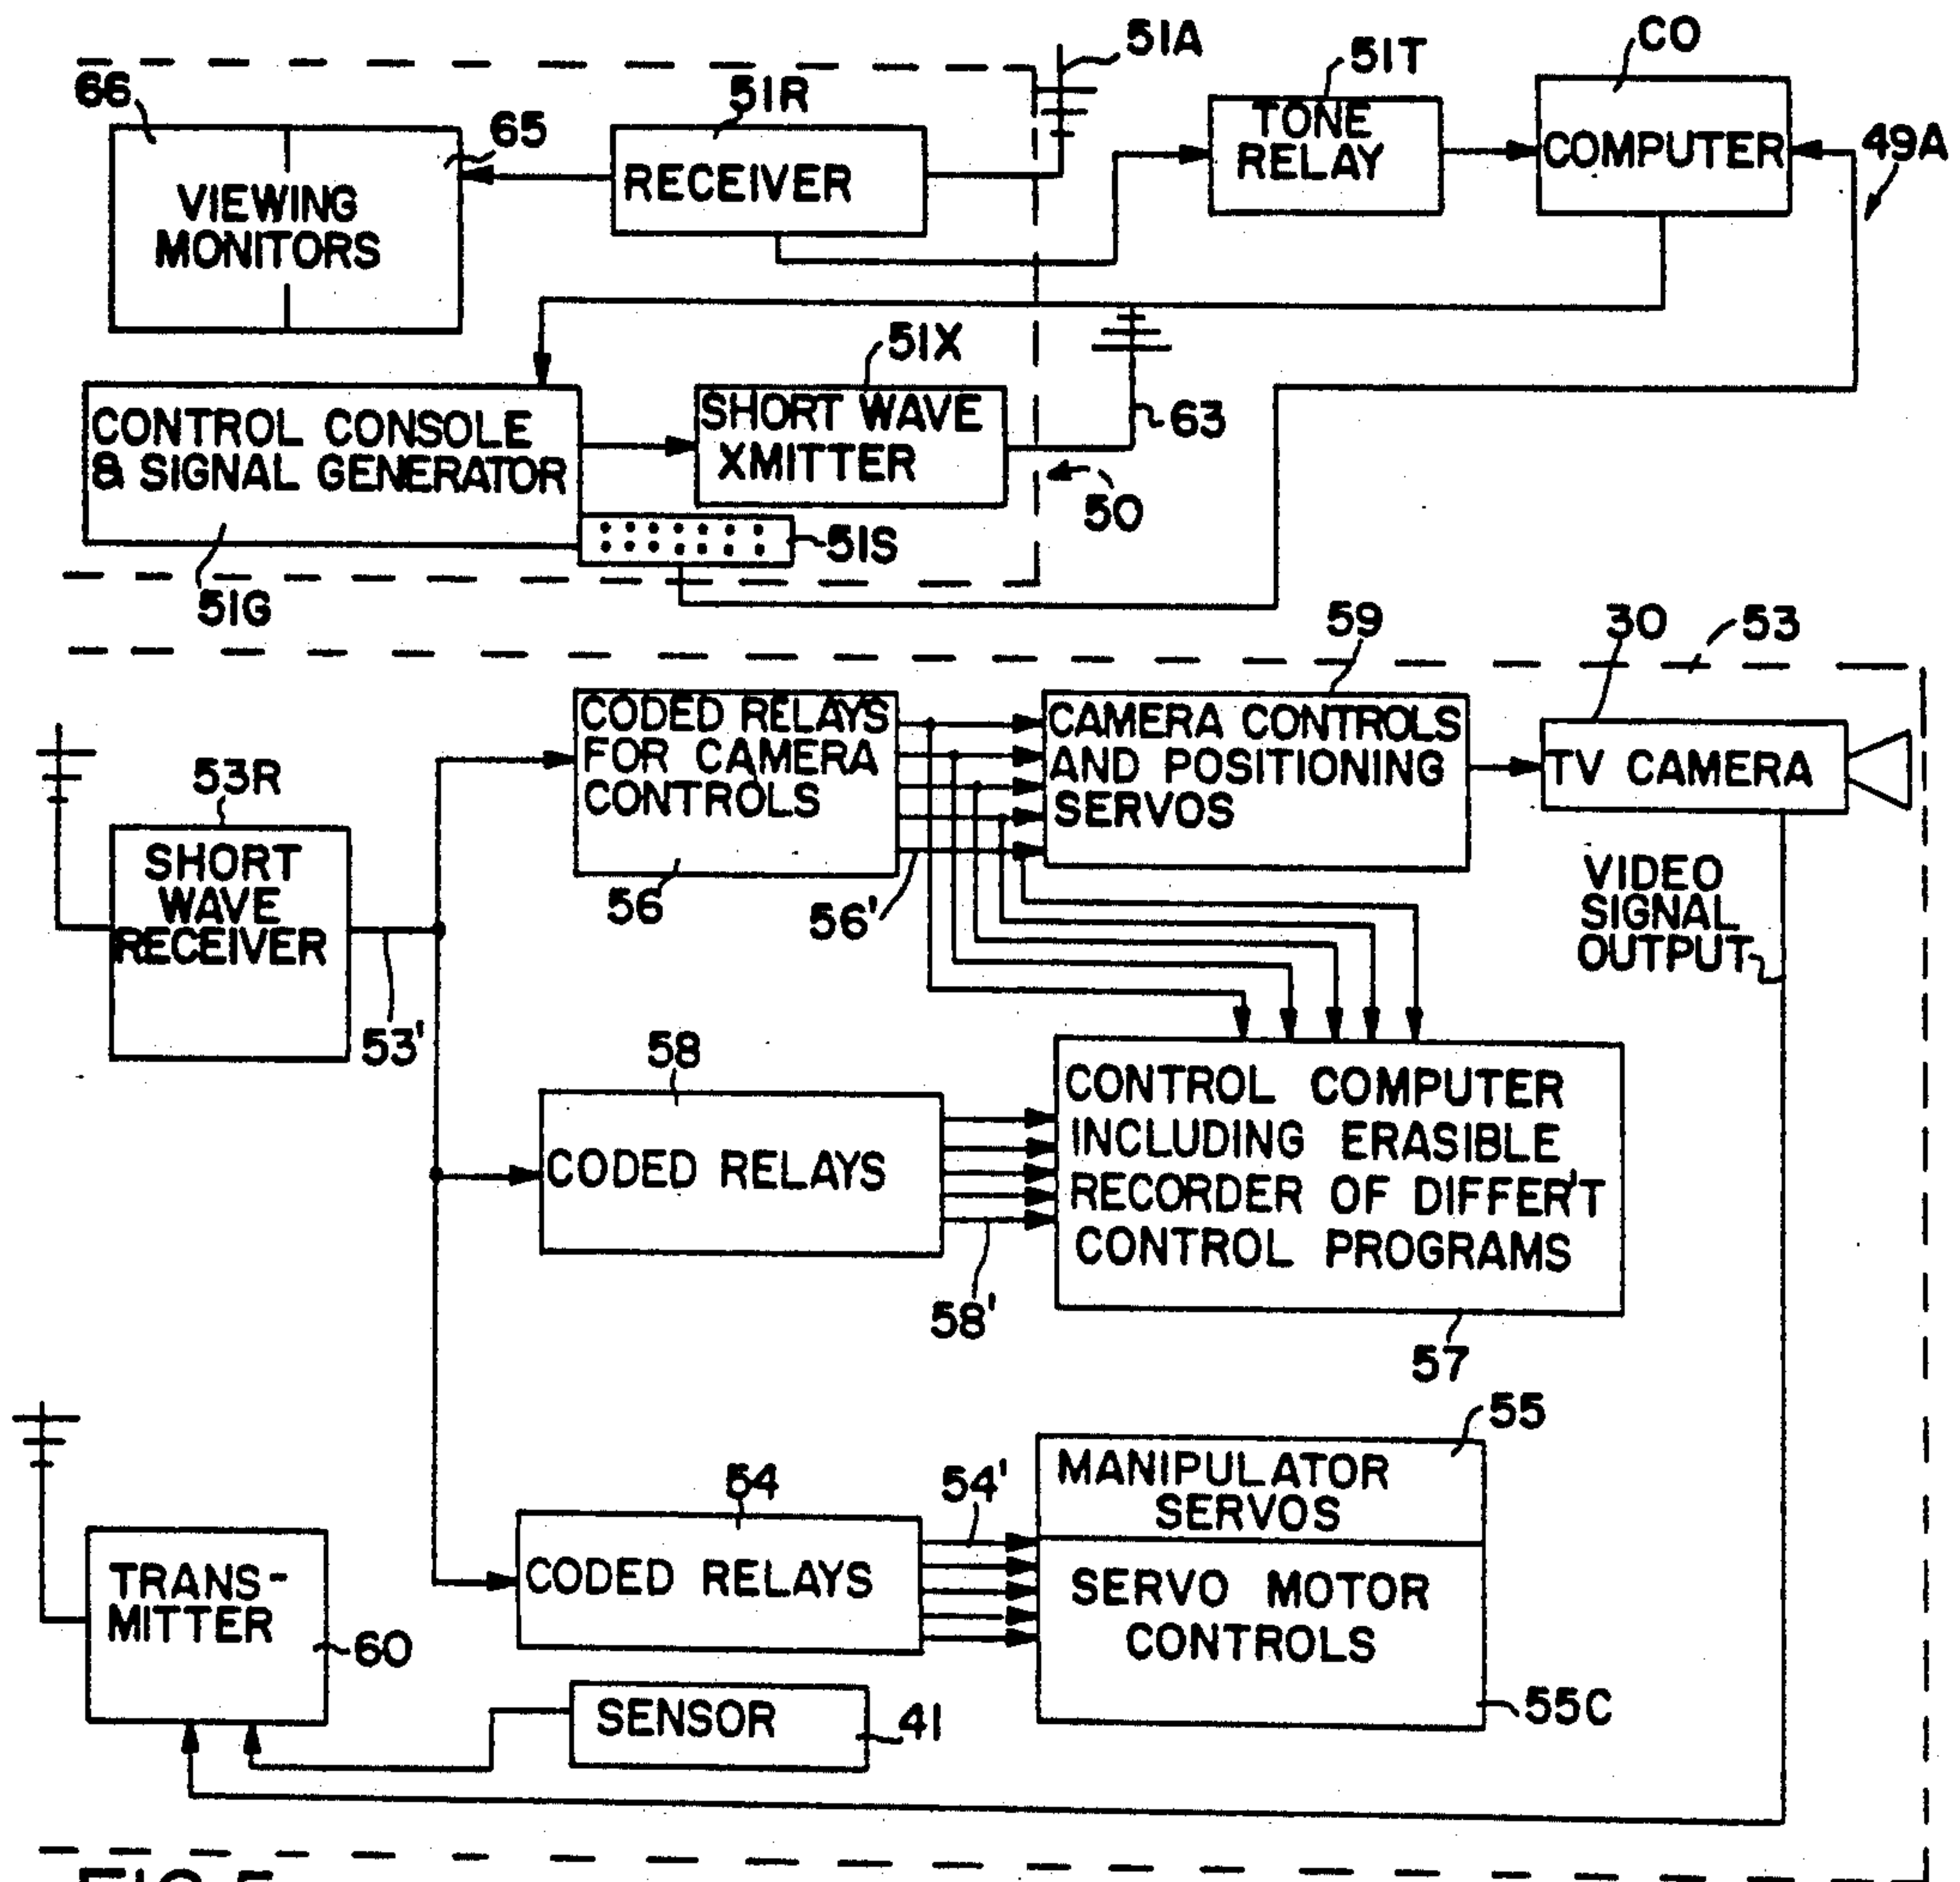 51A
51T
CO
66
51R
65
RECEIVER
TONE
RELAY
COMPUTER
49A
VIEWING
MONITORS
51X
CONTROL CONSOLE
& SIGNAL GENERATOR
SHORT WAVE
XMITTER
63
50
51S
51G
59
30
53
CODED RELAYS
FOR CAMERA
CONTROLS
CAMERA CONTROLS
AND POSITIONING
SERVOS
TV CAMERA
53R
SHORT
WAVE
RECEIVER
56
56'
VIDEO
SIGNAL
OUTPUT
53'
58
CODED RELAYS
CONTROL COMPUTER
INCLUDING ERASIBLE
RECORDER OF DIFFER'T
CONTROL PROGRAMS
58'
57
55
54
54'
MANIPULATOR
SERVOS
TRANS-
MITTER
60
CODED RELAYS
SERVO MOTOR
CONTROLS
SENSOR
41
55C